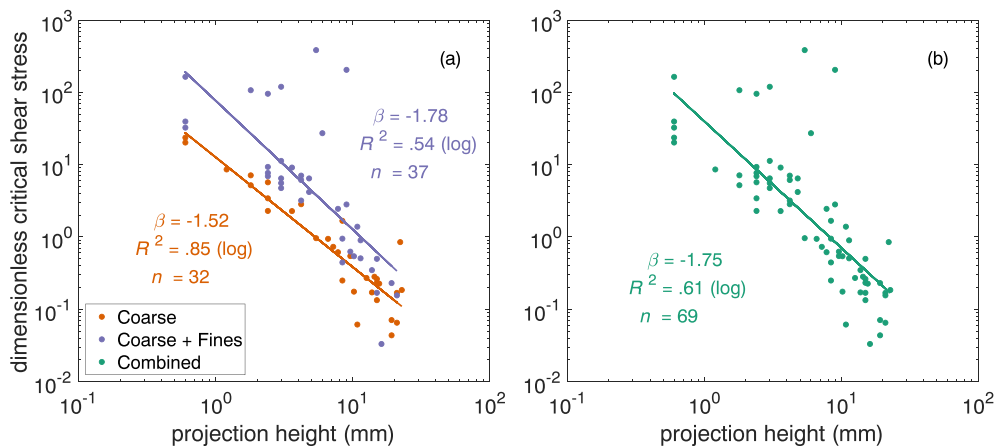 (a)
β = -1.78
R² = .54 (log)
n = 37
β = -1.52
R² = .85 (log)
n = 32
Coarse
Coarse + Fines
Combined
dimensionless critical shear stress
10³
10²
10¹
10⁰
10⁻¹
10⁻²
10⁻¹ 10⁰ 10¹ 10²
projection height (mm)
(b)
β = -1.75
R² = .61 (log)
n = 69
10³
10²
10¹
10⁰
10⁻¹
10⁻²
10⁻¹ 10⁰ 10¹ 10²
projection height (mm)